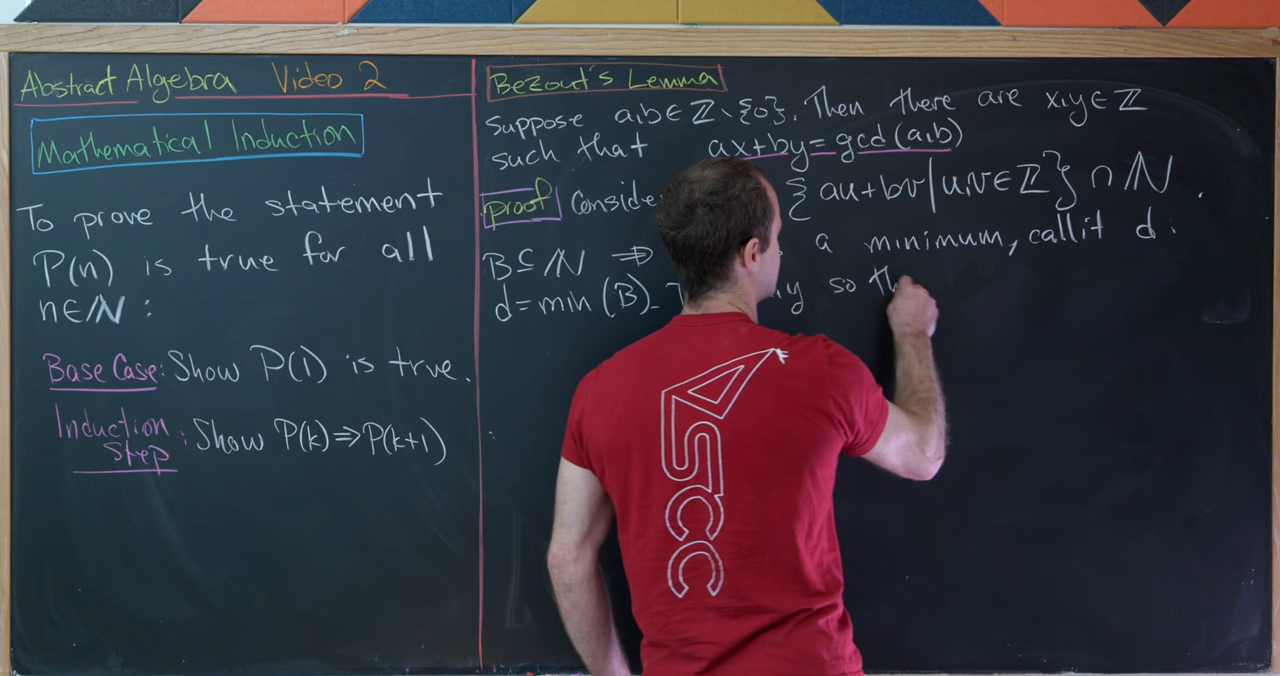 Abstract Algebra Video 2
Mathematical Induction
To prove the statement
P(n) is true for all
n∈ℕ:
Base Case: Show P(1) is true.
Induction
Step: Show P(k)⇒P(k+1)
Bezout's Lemma
Suppose a,b∈ℤ∖{0}. Then there are x,y∈ℤ
such that ax+by=gcd(a,b)
proof Conside {au+bv|u,v∈ℤ}∩ℕ.
B⊆ℕ ⇒ a minimum, call it d:
d=min(B). so th
ASCC